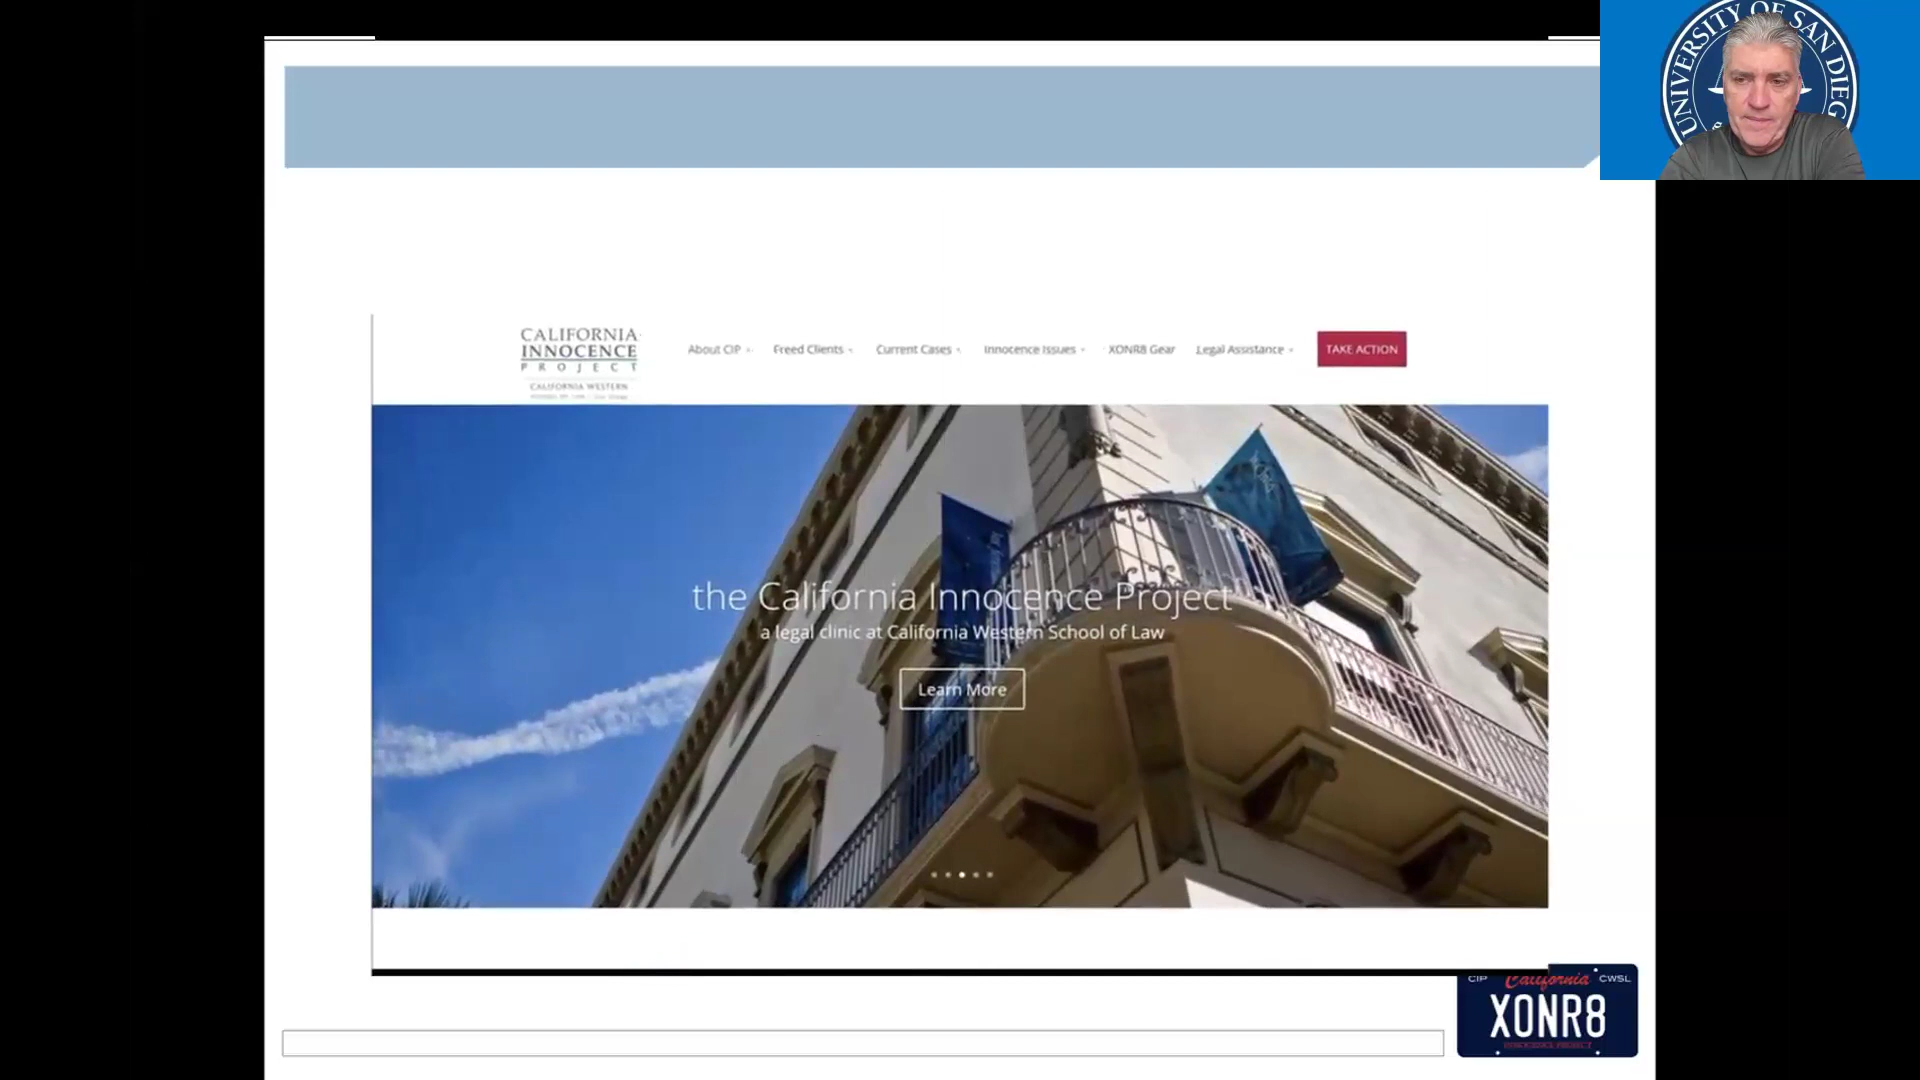 UNIVERSITY OF SAN DIEG
CALIFORNIA
INNOCENCE
PROJECT
CALIFORNIA WESTERN
About CIP
Freed Clients
Current Cases
Innocence Issues
XONR8 Gear
Legal Assistance
TAKE ACTION
the California Innocence Project
a legal clinic at California Western School of Law
Learn More
CIP California CWSL
XONR8
INNOCENCE PROJECT